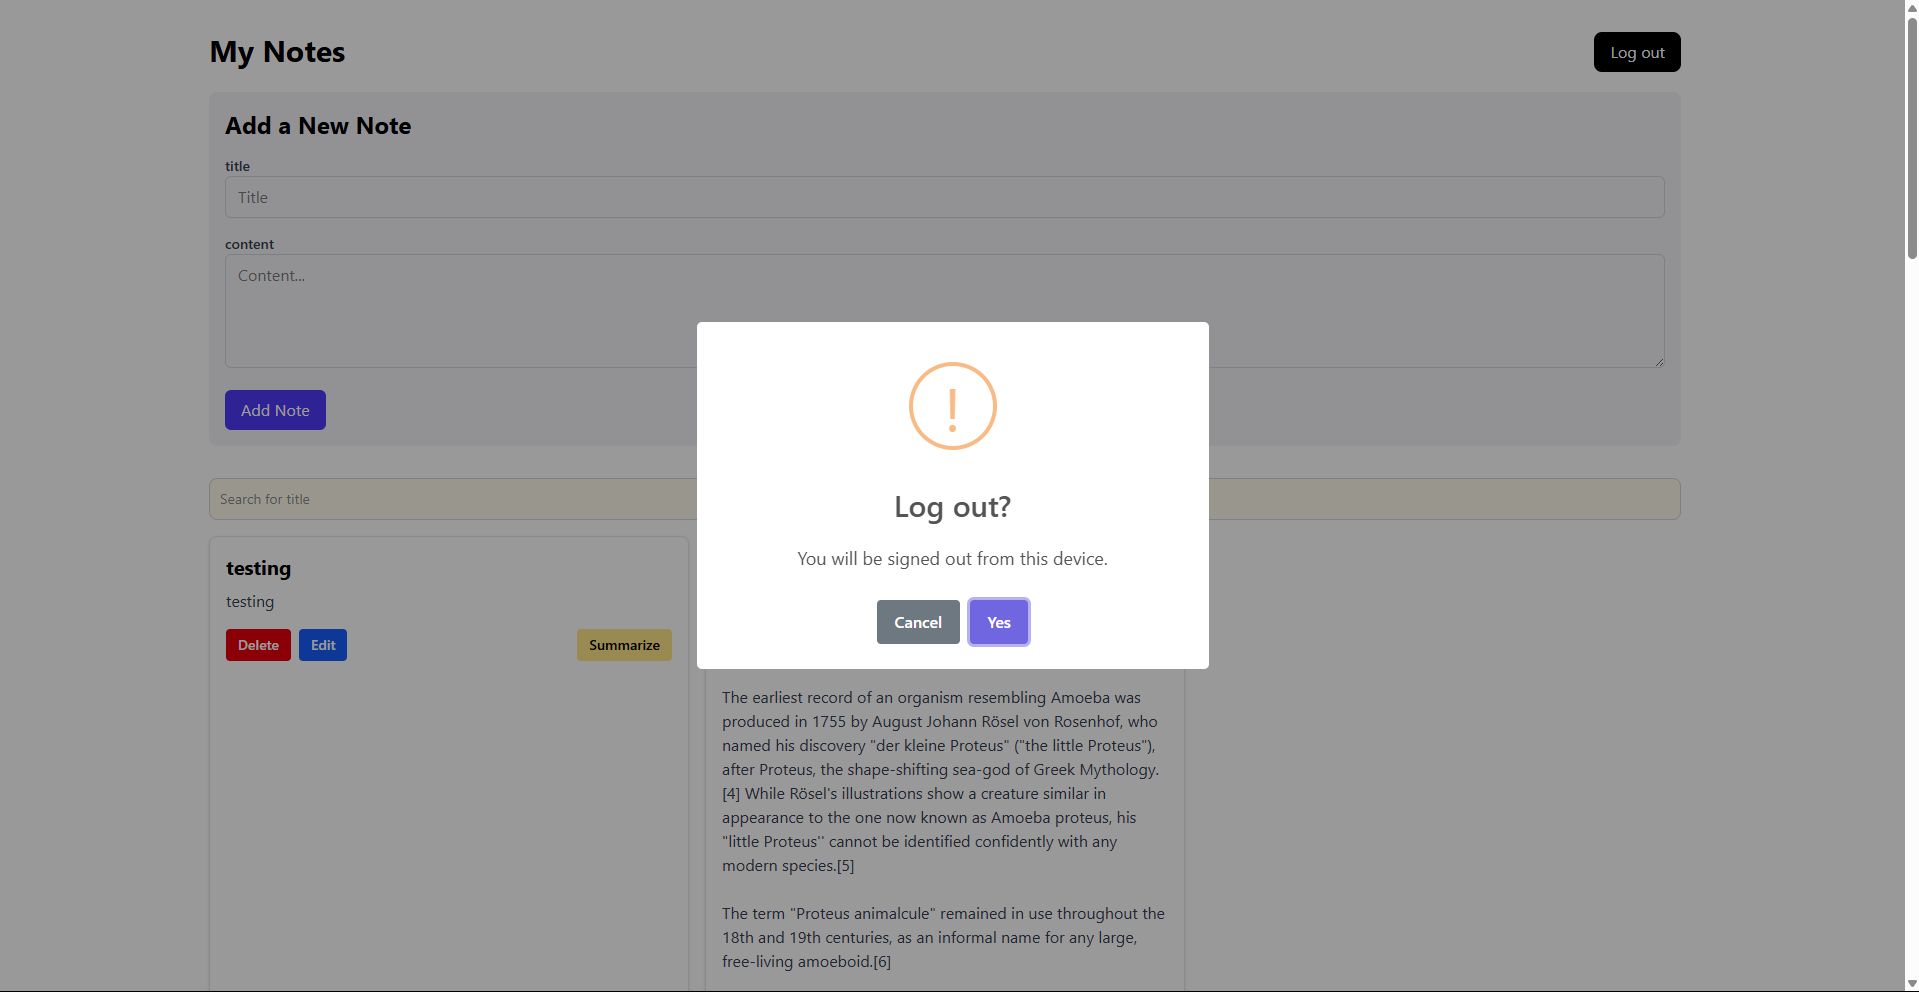 My Notes
Log out
Add a New Note
title
Title
content
Content...
Add Note
Search for title
testing
testing
Delete
Edit
Summarize
!
Log out?
You will be signed out from this device.
Cancel
Yes
The earliest record of an organism resembling Amoeba was
produced in 1755 by August Johann Rösel von Rosenhof, who
named his discovery "der kleine Proteus" ("the little Proteus"),
after Proteus, the shape-shifting sea-god of Greek Mythology.
[4] While Rösel's illustrations show a creature similar in
appearance to the one now known as Amoeba proteus, his
"little Proteus'' cannot be identified confidently with any
modern species.[5]
The term "Proteus animalcule" remained in use throughout the
18th and 19th centuries, as an informal name for any large,
free-living amoeboid.[6]